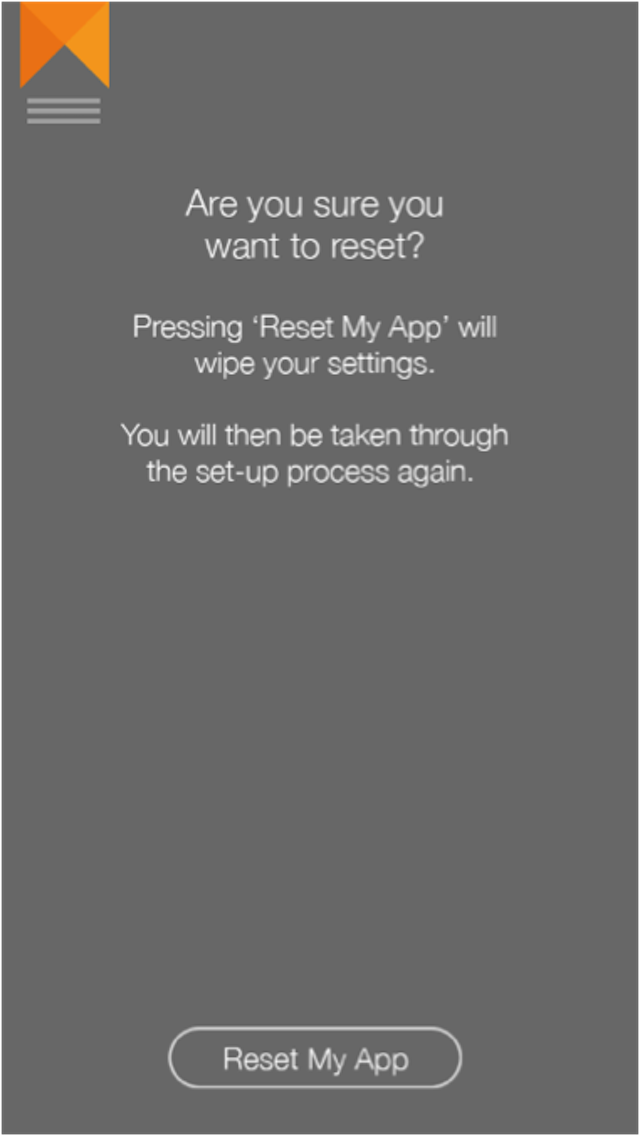 Are you sure you
want to reset?
Pressing ‘Reset My App’ will
wipe your settings.
You will then be taken through
the set-up process again.
Reset My App